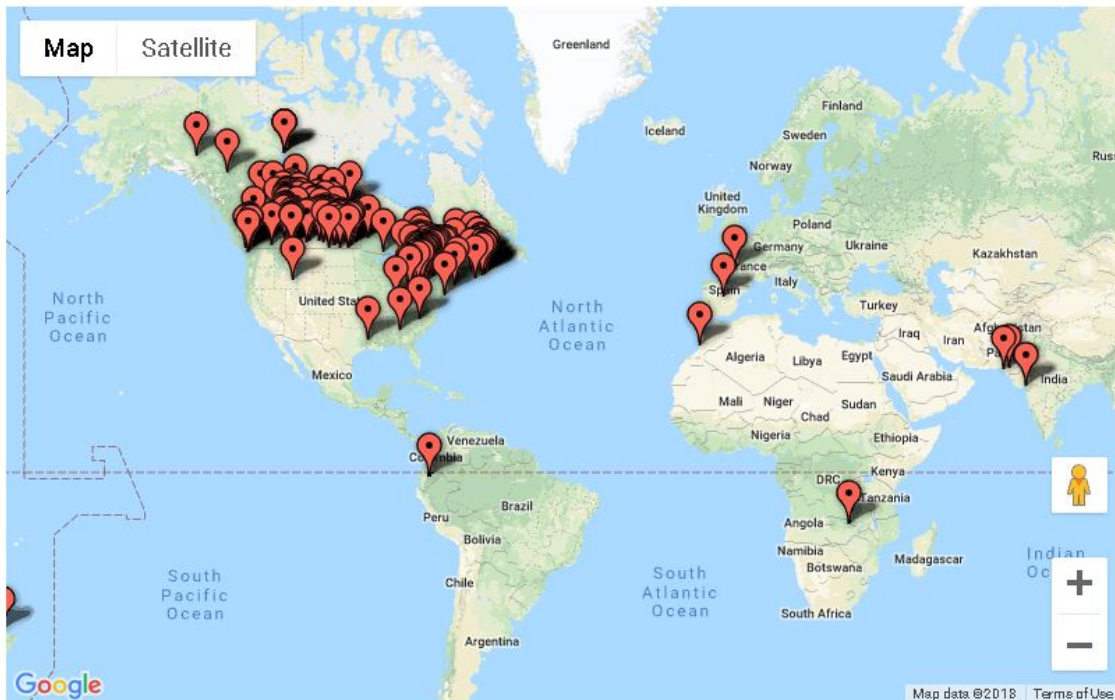 Map Satellite
Greenland
Iceland
Finland
Sweden
Norway
Russ
United
Kingdom
Poland
Germany
Ukraine
Kazakhstan
rance
Italy
Spain
Turkey
North
Pacific
Ocean
United Stat
North
Atlantic
Ocean
Iraq
Iran
Afghanistan
Pa
Algeria
Libya
Egypt
Saudi Arabia
India
Mexico
Mali
Niger
Sudan
Chad
Nigeria
Ethiopia
Venezuela
Colombia
DRC
Kenya
Tanzania
Brazil
Peru
Angola
Bolivia
Namibia
Botswana
Madagascar
Indian
Oc
South
Pacific
Ocean
Chile
South
Atlantic
Ocean
South Africa
Argentina
Google
Map data ©2018 Terms of Use